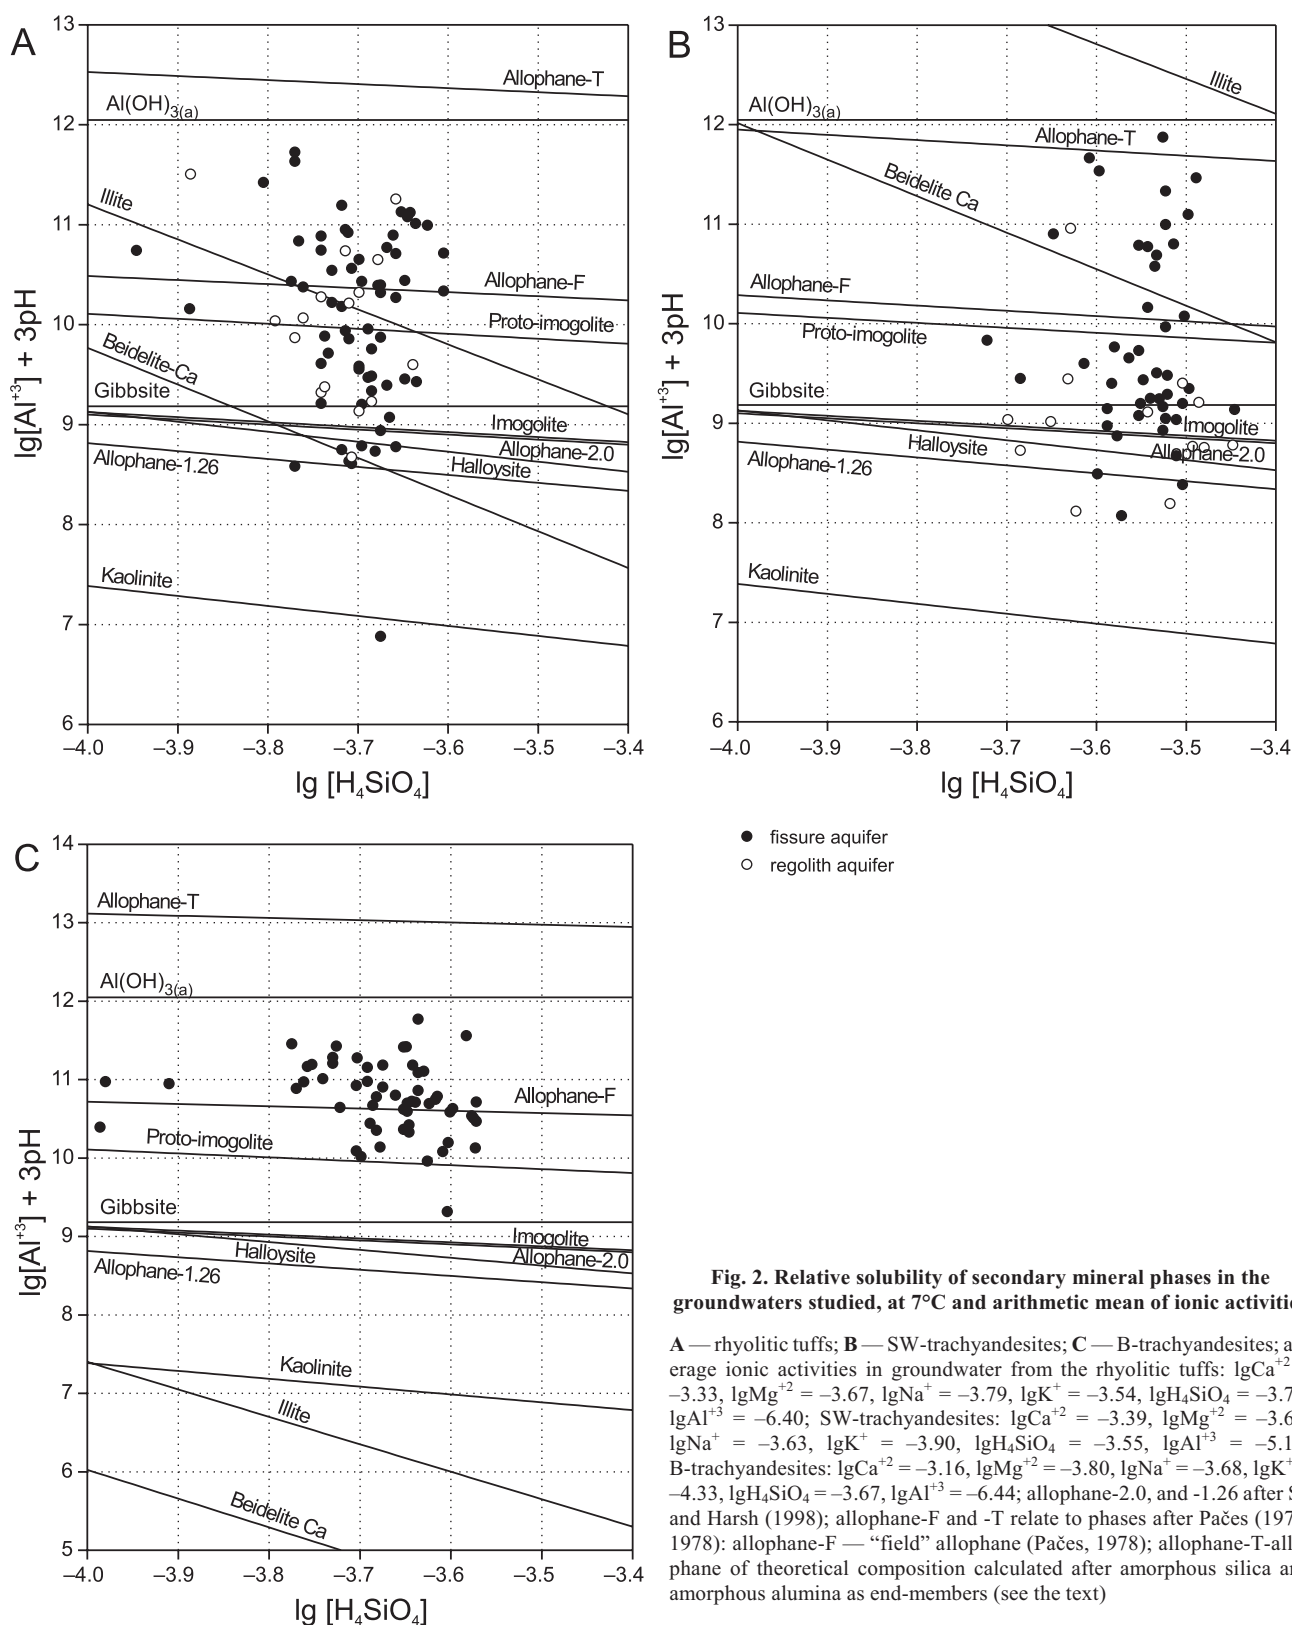 A
13
12
11
10
9
8
7
6
lg[Al+3] + 3pH
Allophane-T
Al(OH)3(a)
Illite
Allophane-F
Proto-imogolite
Beidelite-Ca
Gibbsite
Imogolite
Allophane-2.0
Allophane-1.26
Halloysite
Kaolinite
–4.0 –3.9 –3.8 –3.7 –3.6 –3.5 –3.4
lg [H4SiO4]
B
13
12
11
10
9
8
7
6
lg[Al+3] + 3pH
Illite
Al(OH)3(a)
Allophane-T
Beidelite Ca
Allophane-F
Proto-imogolite
Gibbsite
Imogolite
Halloysite
Allophane-2.0
Allophane-1.26
Kaolinite
–4.0 –3.9 –3.8 –3.7 –3.6 –3.5 –3.4
lg [H4SiO4]
fissure aquifer
regolith aquifer
C
14
13
12
11
10
9
8
7
6
5
lg[Al+3] + 3pH
Allophane-T
Al(OH)3(a)
Allophane-F
Proto-imogolite
Gibbsite
Imogolite
Halloysite
Allophane-2.0
Allophane-1.26
Kaolinite
Illite
Beidelite Ca
–4.0 –3.9 –3.8 –3.7 –3.6 –3.5 –3.4
lg [H4SiO4]
Fig. 2. Relative solubility of secondary mineral phases in the
groundwaters studied, at 7°C and arithmetic mean of ionic activitie
A — rhyolitic tuffs; B — SW-trachyandesites; C — B-trachyandesites; a
erage ionic activities in groundwater from the rhyolitic tuffs: lgCa+2
–3.33, lgMg+2 = –3.67, lgNa+ = –3.79, lgK+ = –3.54, lgH4SiO4 = –3.7
lgAl+3 = –6.40; SW-trachyandesites: lgCa+2 = –3.39, lgMg+2 = –3.6
lgNa+ = –3.63, lgK+ = –3.90, lgH4SiO4 = –3.55, lgAl+3 = –5.1
B-trachyandesites: lgCa+2 = –3.16, lgMg+2 = –3.80, lgNa+ = –3.68, lgK+
–4.33, lgH4SiO4 = –3.67, lgAl+3 = –6.44; allophane-2.0, and -1.26 after S
and Harsh (1998); allophane-F and -T relate to phases after Pačes (197
1978): allophane-F — “field” allophane (Pačes, 1978); allophane-T-all
phane of theoretical composition calculated after amorphous silica a
amorphous alumina as end-members (see the text)